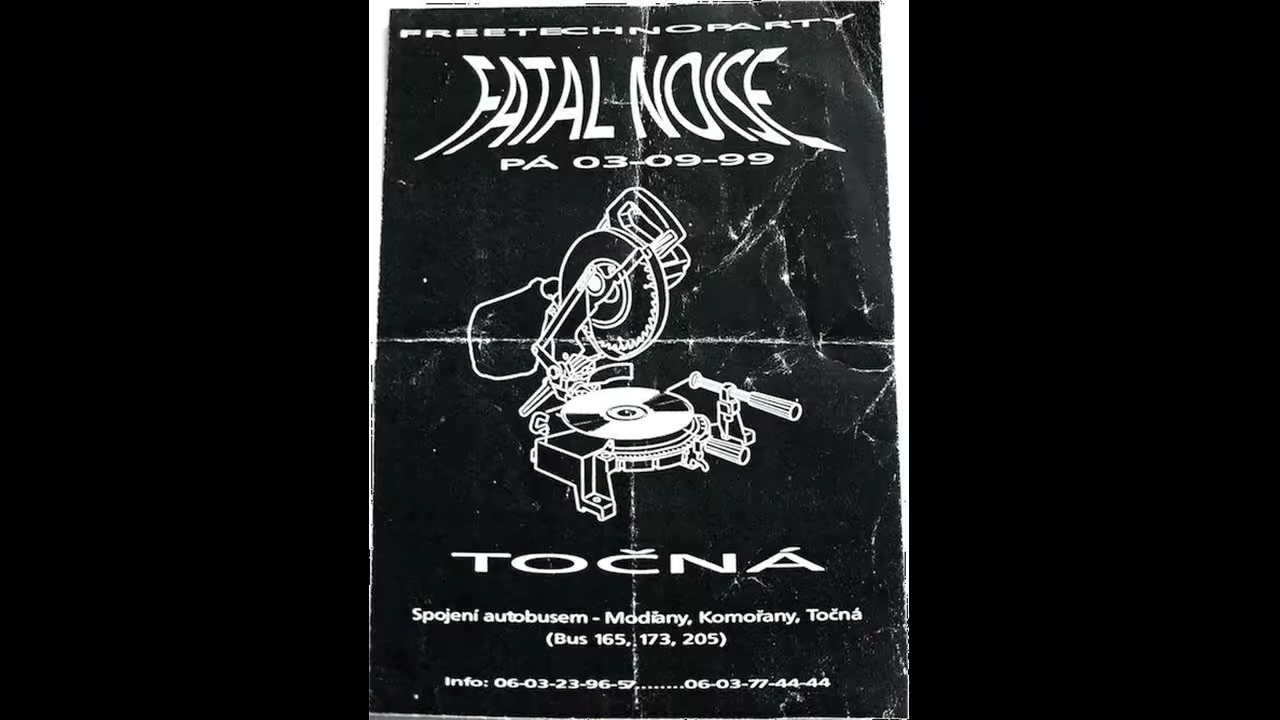 FREETECHNOPARTY
FATAL NOISE
PÁ 03-09-99
TOČNÁ
Spojení autobusem - Modřany, Komořany, Točná
(Bus 165, 173, 205)
Info: 06-03-23-96-57........06-03-77-44-44